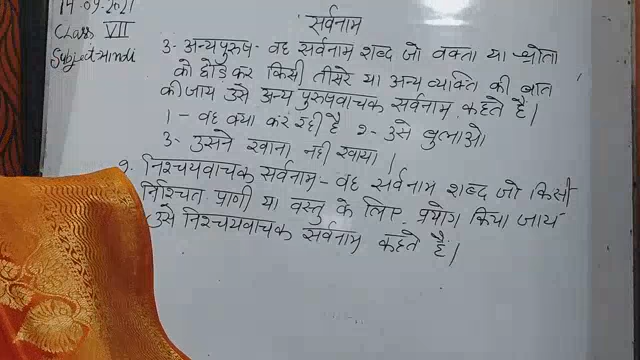 14.09.2021
Class VII
Subject Hindi
सर्वनाम
3- अन्यपुरुष- वह सर्वनाम शब्द जो वक्ता या श्रोता
को छोड़ कर किसी तीसरे या अन्य व्यक्ति की बात
की जाय उसे अन्य पुरुषवाचक सर्वनाम कहते हैं।
1 - वह क्या कर रही है 2- उसे बुलाओ।
3. उसने खाना नहीं खाया।
2. निश्चयवाचक सर्वनाम - वह सर्वनाम शब्द जो किसी
निश्चित प्राणी या वस्तु के लिए प्रयोग किया जाय
उसे निश्चयवाचक सर्वनाम कहते हैं।